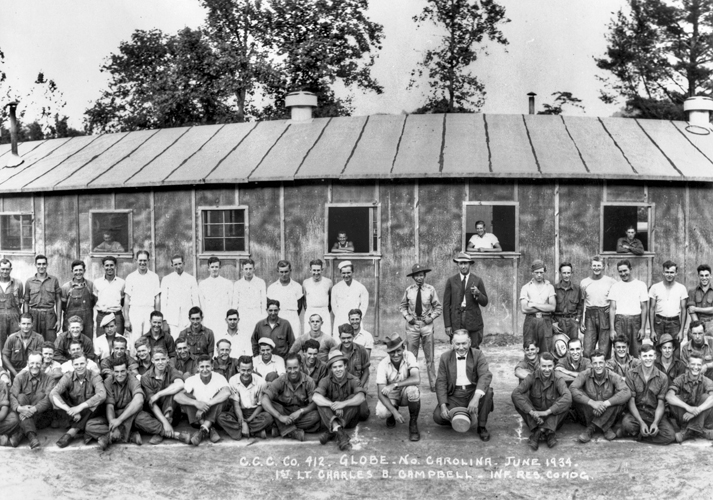 C.C.C. Co. 412. GLOBE - No. CAROLINA - JUNE 1934.
1st. LT. CHARLES B. CAMPBELL - INF. RES. COMDG.